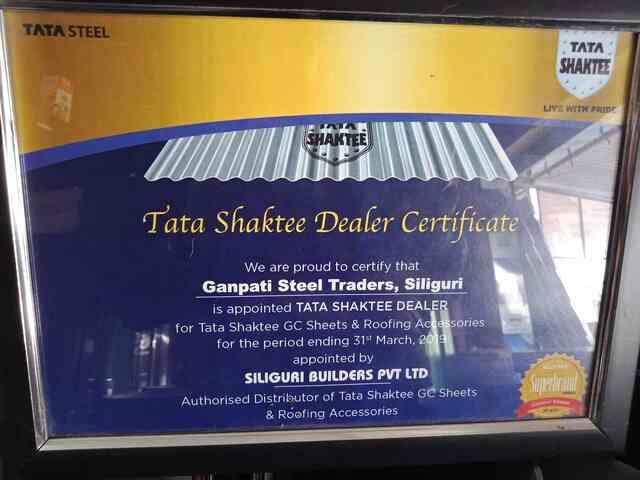 TATA STEEL
TATA
SHAKTEE
LIVE WITH PRIDE
TATA
SHAKTEE
Tata Shaktee Dealer Certificate
We are proud to certify that
Ganpati Steel Traders, Siliguri
is appointed TATA SHAKTEE DEALER
for Tata Shaktee GC Sheets & Roofing Accessories
for the period ending 31st March, 2019
appointed by
SILIGURI BUILDERS PVT LTD
Authorised Distributor of Tata Shaktee GC Sheets
& Roofing Accessories
Superbrand